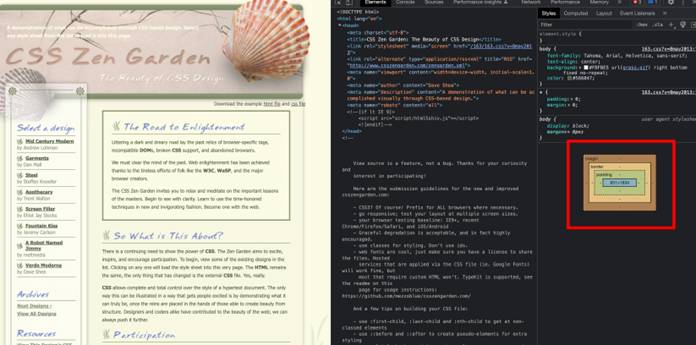 A demonstration of what can be accomplished through CSS-based design. Select
any style sheet from the list to load it into this page.
CSS Zen Garden
The Beauty of CSS Design
Download the example html file and css file
Select a design
Mid Century Modern
by Andrew Lohman
Garments
by Dan Mall
Steel
by Steffen Knoeller
Apothecary
by Trent Walton
Screen Filler
by Elliot Jay Stocks
Fountain Kiss
by Jeremy Carlson
A Robot Named
Jimmy
by meltmedia
Verde Moderna
by Dave Shea
Archives
Next Designs ›
View All Designs
Resources
The Road to Enlightenment
Littering a dark and dreary road lay the past relics of browser-specific tags,
incompatible DOMs, broken CSS support, and abandoned browsers.
We must clear the mind of the past. Web enlightenment has been achieved
thanks to the tireless efforts of folk like the W3C, WaSP, and the major
browser creators.
The CSS Zen Garden invites you to relax and meditate on the important lessons
of the masters. Begin to see with clarity. Learn to use the time-honored
techniques in new and invigorating fashion. Become one with the web.
So What is This About?
There is a continuing need to show the power of CSS. The Zen Garden aims to excite,
inspire, and encourage participation. To begin, view some of the existing designs in the
list. Clicking on any one will load the style sheet into this very page. The HTML remains
the same, the only thing that has changed is the external CSS file. Yes, really.
CSS allows complete and total control over the style of a hypertext document. The only
way this can be illustrated in a way that gets people excited is by demonstrating what it
can truly be, once the reins are placed in the hands of those able to create beauty from
structure. Designers and coders alike have contributed to the beauty of the web; we can
always push it further.
Participation
Elements Console Sources Performance Insights Network Performance Memory
<!DOCTYPE html>
<html lang="en">
<head>
<meta charset="utf-8">
<title>CSS Zen Garden: The Beauty of CSS Design</title>
<link rel="stylesheet" media="screen" href="/163/163.css?v=8may2013">
<link rel="alternate" type="application/rss+xml" title="RSS" href=
"http://www.csszengarden.com/zengarden.xml">
<meta name="viewport" content="width=device-width, initial-scale=1.0">
<meta name="author" content="Dave Shea">
<meta name="description" content="A demonstration of what can be ac
complished visually through CSS-based design.">
<meta name="robots" content="all">
<!--[if lt IE 9]>
<script src="script/html5shiv.js"></script>
<![endif]-->
</head>
<!--
View source is a feature, not a bug. Thanks for your curiosity
and
interest in participating!
Here are the submission guidelines for the new and improved
csszengarden.com:
- CSS3? Of course! Prefix for ALL browsers where necessary.
- go responsive; test your layout at multiple screen sizes.
- your browser testing baseline: IE9+, recent
Chrome/Firefox/Safari, and iOS/Android
- Graceful degradation is acceptable, and in fact highly
encouraged.
- use classes for styling. Don't use ids.
- web fonts are cool, just make sure you have a license to share
the files. Hosted
services that are applied via the CSS file (ie. Google Fonts)
will work fine, but
most that require custom HTML won't. TypeKit is supported, see
the readme on this
page for usage instructions:
https://github.com/mezzoblue/csszengarden.com/
And a few tips on building your CSS file:
- use :first-child, :last-child and :nth-child to get at non-
classed elements
- use ::before and ::after to create pseudo-elements for extra
styling
Styles Computed Layout Event Listeners
Filter :hov .cls
element.style {
body {
font-family: Tahoma, Arial, Helvetica, sans-serif;
text-align: center;
fixed no-repeat;
color: #566047;
}
* {
padding: 0;
margin: 0;
}
body { user agent stylesheet
display: block;
margin: 8px;
}
margin
border
padding